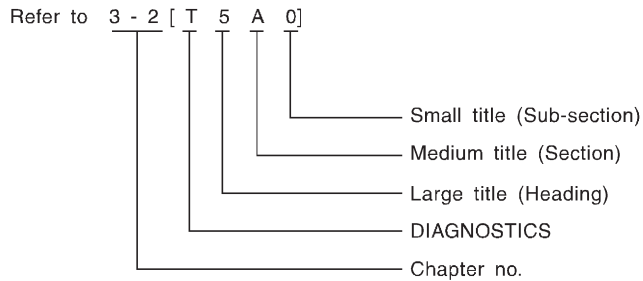 Refer to 3 - 2 [ T 5 A 0]
Small title (Sub-section)
Medium title (Section)
Large title (Heading)
DIAGNOSTICS
Chapter no.